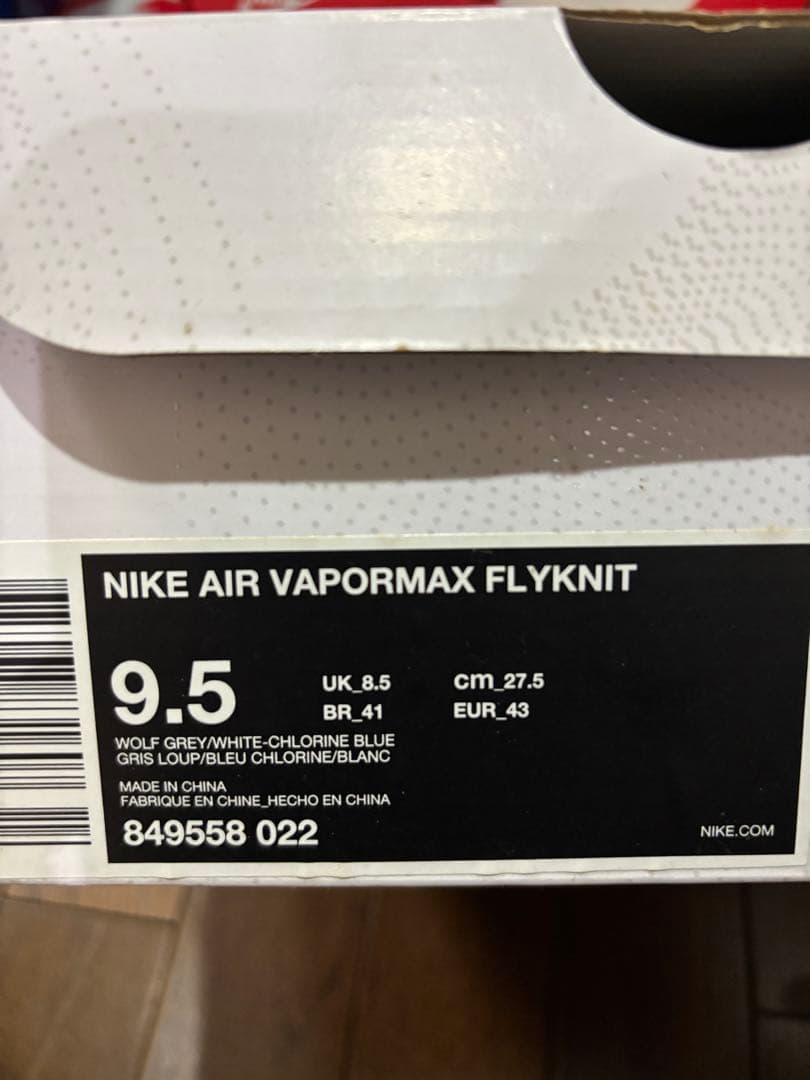 NIKE AIR VAPORMAX FLYKNIT
9.5
UK_8.5 cm_27.5
BR_41 EUR_43
WOLF GREY/WHITE-CHLORINE BLUE
GRIS LOUP/BLEU CHLORINE/BLANC
MADE IN CHINA
FABRIQUE EN CHINE_HECHO EN CHINA
849558 022
NIKE.COM